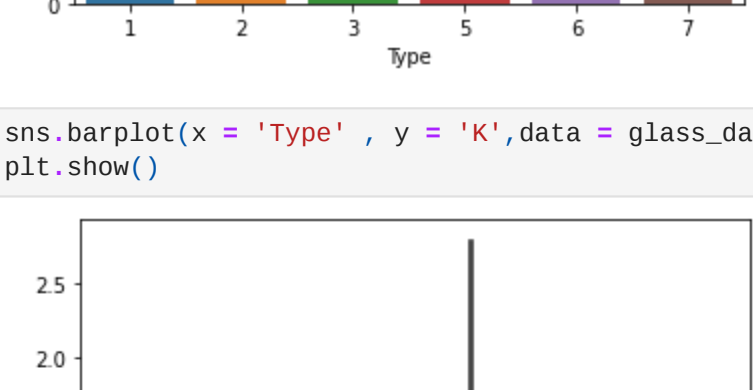 0
1 2 3 5 6 7
Type
sns.barplot(x = 'Type' , y = 'K',data = glass_da
plt.show()
2.5
2.0